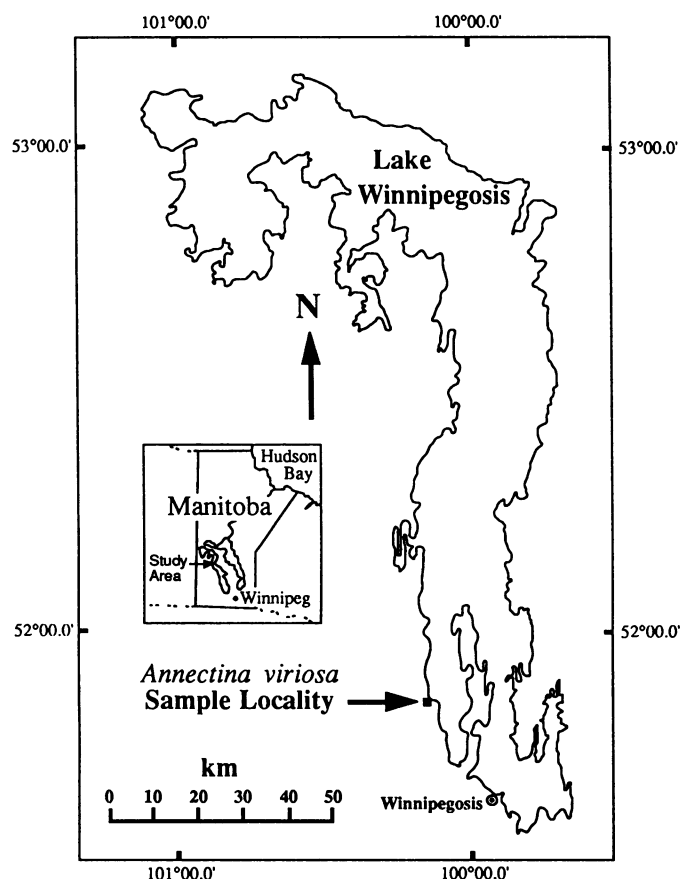 101°00.0'
100°00.0'
53°00.0'
53°00.0'
Lake
Winnipegosis
N
Hudson
Bay
Manitoba
Study
Area
Winnipeg
52°00.0'
52°00.0'
Annectina viriosa
Sample Locality
km
0 10 20 30 40 50
Winnipegosis
101°00.0'
100°00.0'